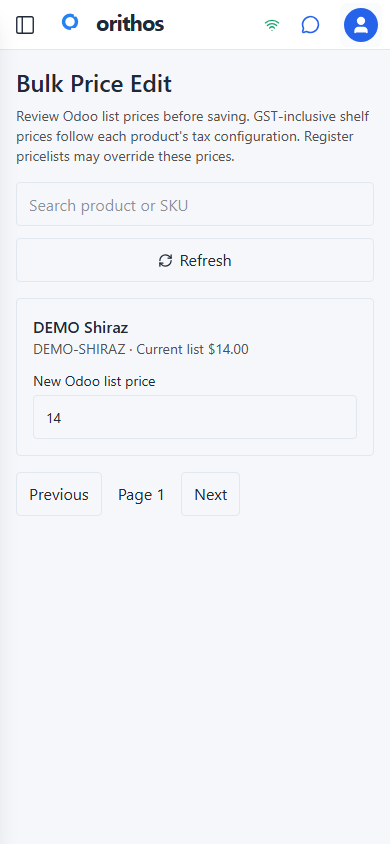 orithos
Bulk Price Edit
Review Odoo list prices before saving. GST-inclusive shelf
prices follow each product's tax configuration. Register
pricelists may override these prices.
Search product or SKU
Refresh
DEMO Shiraz
DEMO-SHIRAZ · Current list $14.00
New Odoo list price
14
Previous Page 1 Next